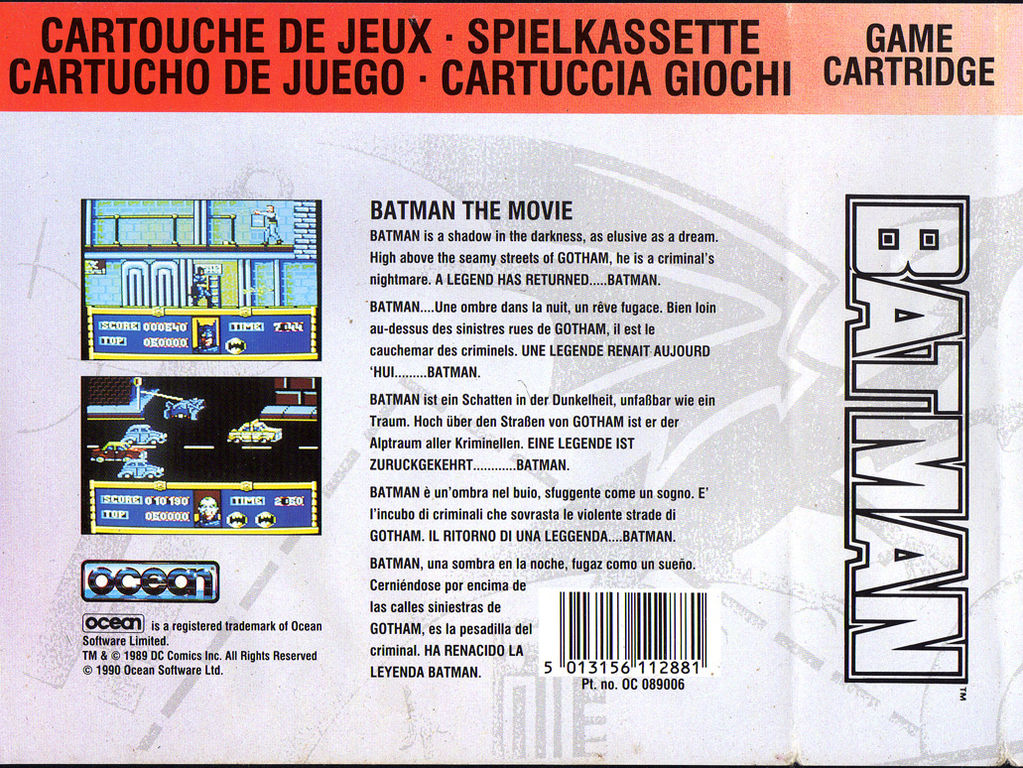 CARTOUCHE DE JEUX · SPIELKASSETTE
CARTUCHO DE JUEGO · CARTUCCIA GIOCHI
GAME
CARTRIDGE
SCORE: 000640 TIME: 7:44
TOP: 050000
SCORE: 010190 TIME:
TOP: 050000
ocean
ocean is a registered trademark of Ocean
Software Limited.
TM & © 1989 DC Comics Inc. All Rights Reserved
© 1990 Ocean Software Ltd.
BATMAN THE MOVIE
BATMAN is a shadow in the darkness, as elusive as a dream.
High above the seamy streets of GOTHAM, he is a criminal's
nightmare. A LEGEND HAS RETURNED.....BATMAN.
BATMAN....Une ombre dans la nuit, un rêve fugace. Bien loin
au-dessus des sinistres rues de GOTHAM, il est le
cauchemar des criminels. UNE LEGENDE RENAIT AUJOURD
‘HUI.........BATMAN.
BATMAN ist ein Schatten in der Dunkelheit, unfaßbar wie ein
Traum. Hoch über den Straßen von GOTHAM ist er der
Alptraum aller Kriminellen. EINE LEGENDE IST
ZURUCKGEKEHRT............BATMAN.
BATMAN è un'ombra nel buio, sfuggente come un sogno. E'
l'incubo di criminali che sovrasta le violente strade di
GOTHAM. IL RITORNO DI UNA LEGGENDA....BATMAN.
BATMAN, una sombra en la noche, fugaz como un sueño.
Cerniéndose por encima de
las calles siniestras de
GOTHAM, es la pesadilla del
criminal. HA RENACIDO LA
LEYENDA BATMAN.
5 013156 112881
Pt. no. OC 089006
BATMAN TM